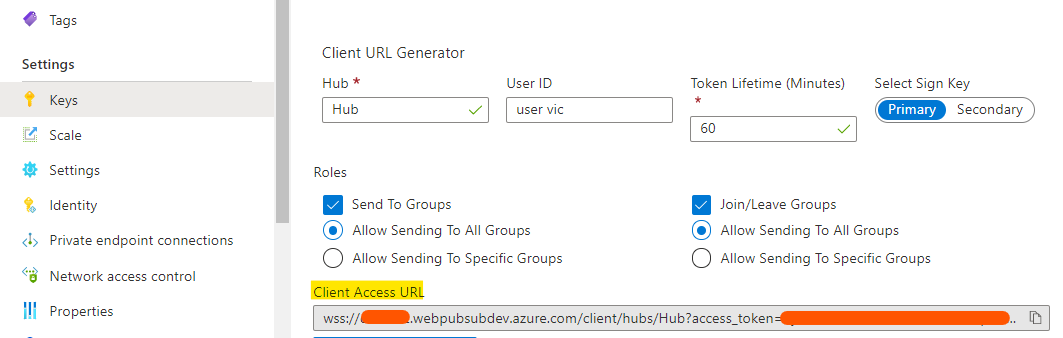 Tags
Settings
Keys
Scale
Settings
Identity
Private endpoint connections
Network access control
Properties
Client URL Generator
Hub *
User ID
Token Lifetime (Minutes) *
Select Sign Key
Hub
user vic
60
Primary Secondary
Roles
Send To Groups
Join/Leave Groups
Allow Sending To All Groups
Allow Sending To All Groups
Allow Sending To Specific Groups
Allow Sending To Specific Groups
Client Access URL
wss:// .webpubsubdev.azure.com/client/hubs/Hub?access_token= ..